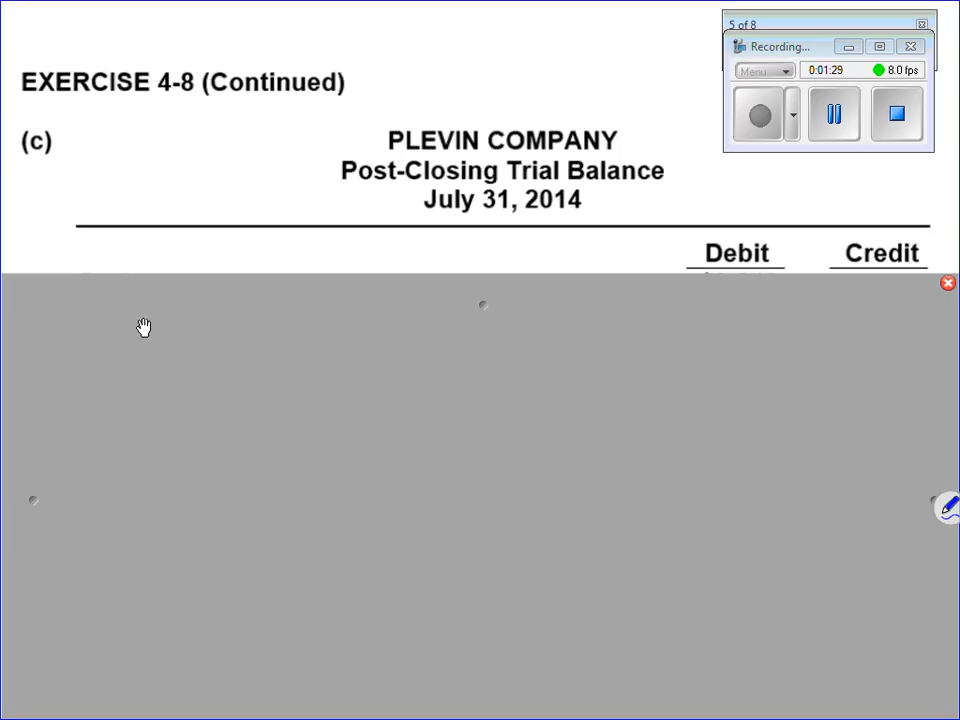 5 of 8
Recording...
Menu
0:01:29
8.0 fps
EXERCISE 4-8 (Continued)
(c)
PLEVIN COMPANY
Post-Closing Trial Balance
July 31, 2014
Debit Credit